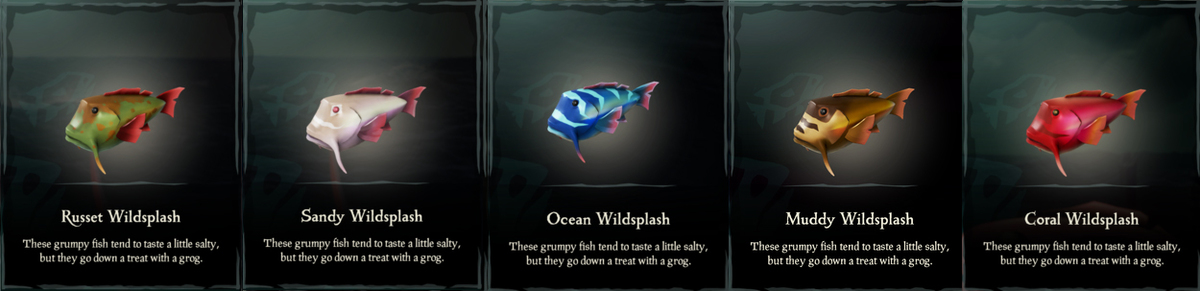 Russet Wildsplash
These grumpy fish tend to taste a little salty,
but they go down a treat with a grog.
Sandy Wildsplash
These grumpy fish tend to taste a little salty,
but they go down a treat with a grog.
Ocean Wildsplash
These grumpy fish tend to taste a little salty,
but they go down a treat with a grog.
Muddy Wildsplash
These grumpy fish tend to taste a little salty,
but they go down a treat with a grog.
Coral Wildsplash
These grumpy fish tend to taste a little salty,
but they go down a treat with a grog.